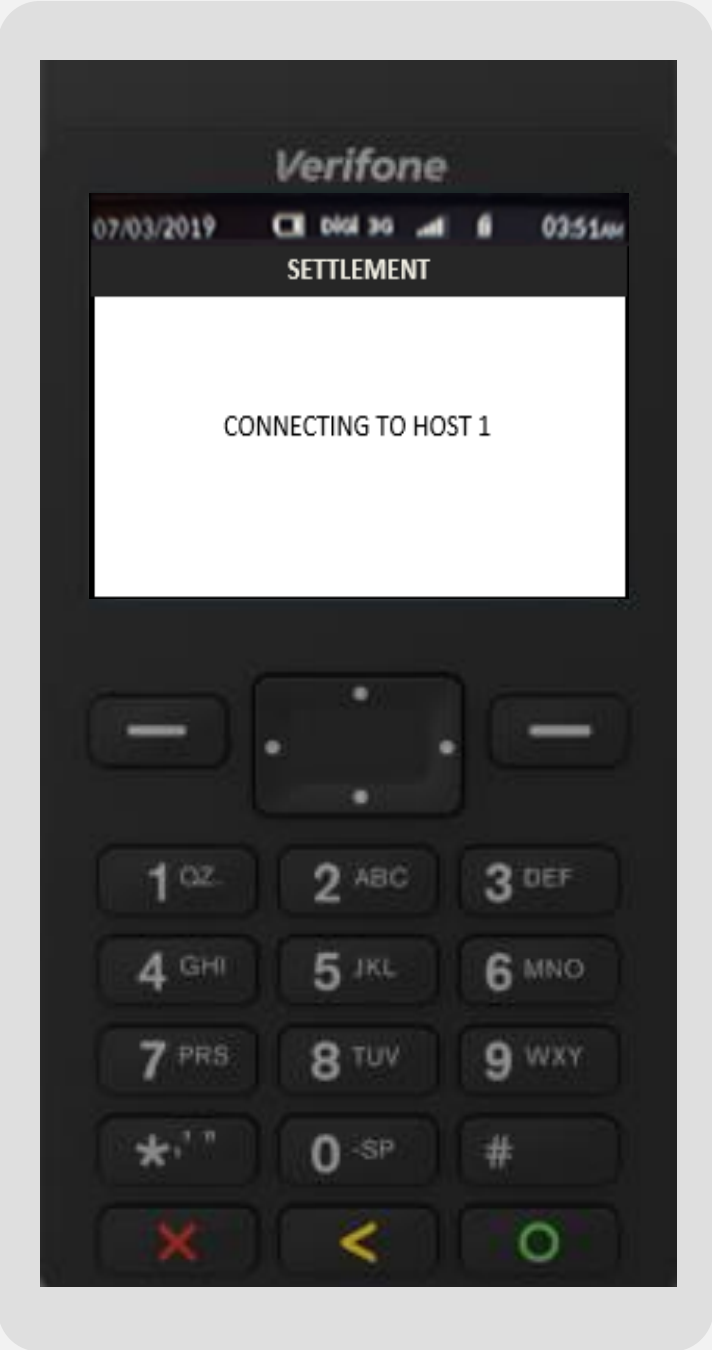 Verifone
07/03/2019 DIGI 3G 03:51AM
SETTLEMENT
CONNECTING TO HOST 1
1 QZ. 2 ABC 3 DEF
4 GHI 5 JKL 6 MNO
7 PRS 8 TUV 9 WXY
*,'" 0 -SP #